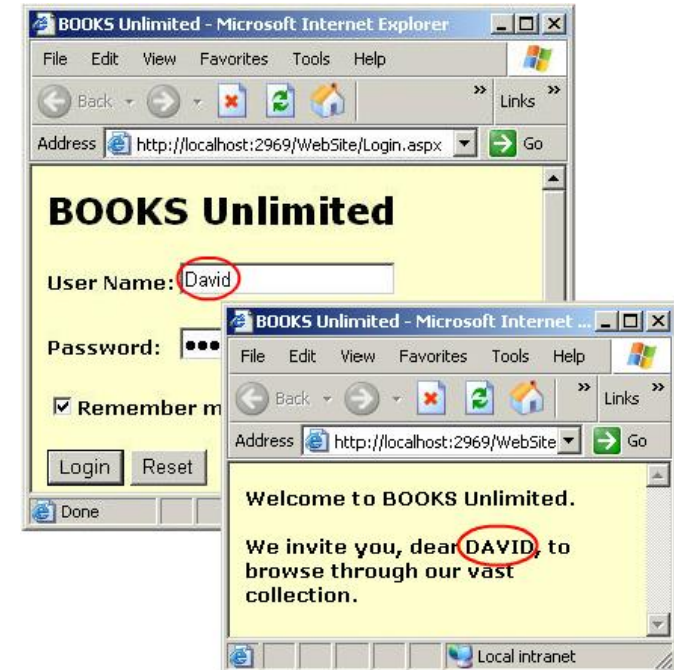 BOOKS Unlimited - Microsoft Internet Explorer
File Edit View Favorites Tools Help
Back » Links »
Address http://localhost:2969/WebSite/Login.aspx Go
BOOKS Unlimited
User Name: David
Password:
Remember m
Login Reset
Done
BOOKS Unlimited - Microsoft Internet ...
File Edit View Favorites Tools Help
Back » Links »
Address http://localhost:2969/WebSite Go
Welcome to BOOKS Unlimited.
We invite you, dear DAVID, to
browse through our vast
collection.
Local intranet